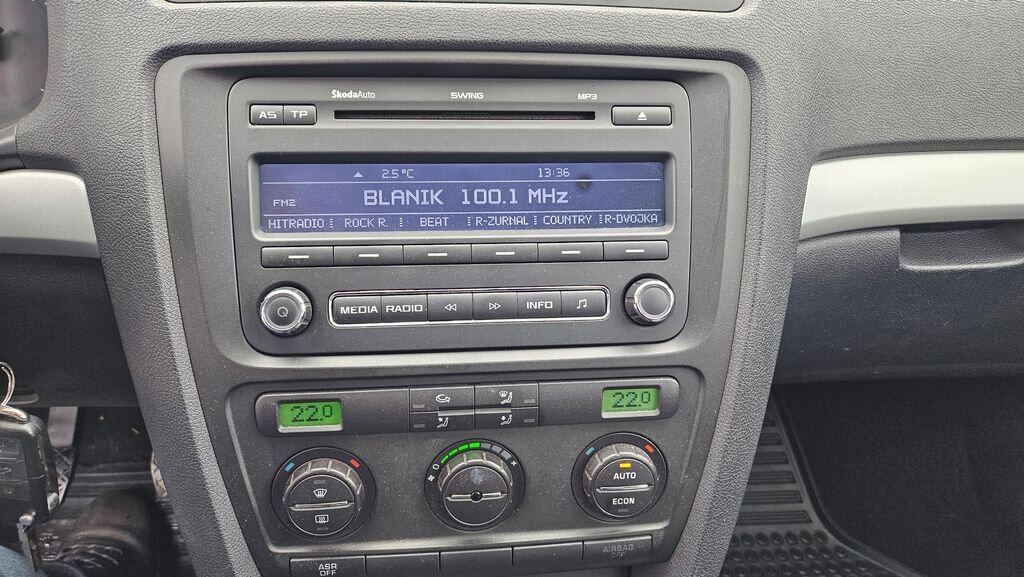 ŠkodaAuto SWING MP3
AS TP
2.5°C 13:36
BLANIK 100.1 MHz
FM2
HITRADIO ROCK R. BEAT R-ZURNAL COUNTRY R-DVOJKA
MEDIA RADIO INFO
22.0 22.0
AUTO
ECON
ASR OFF
AIRBAG OFF